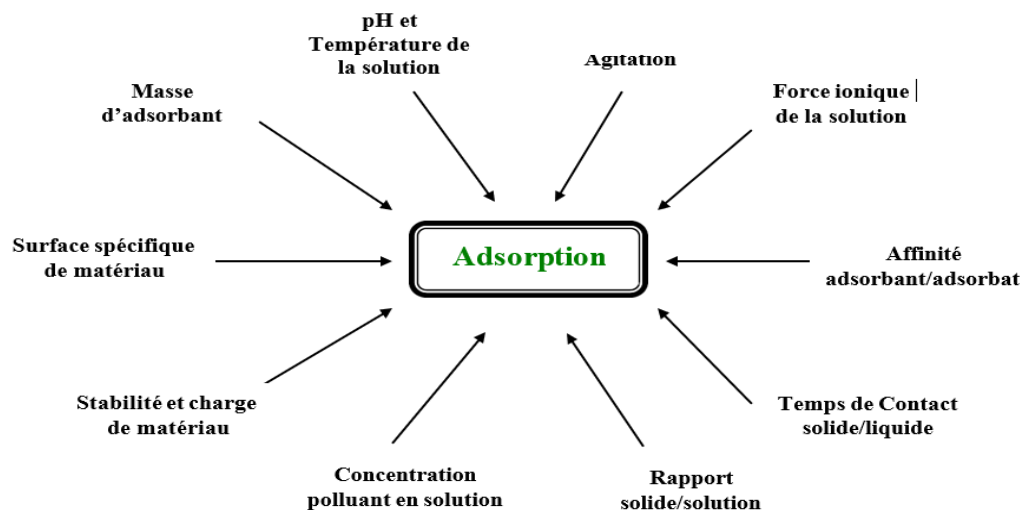 pH et
Température de
la solution
Agitation
Masse
d’adsorbant
Force ionique
de la solution
Surface spécifique
de matériau
Adsorption
Affinité
adsorbant/adsorbat
Stabilité et charge
de matériau
Temps de Contact
solide/liquide
Concentration
polluant en solution
Rapport
solide/solution